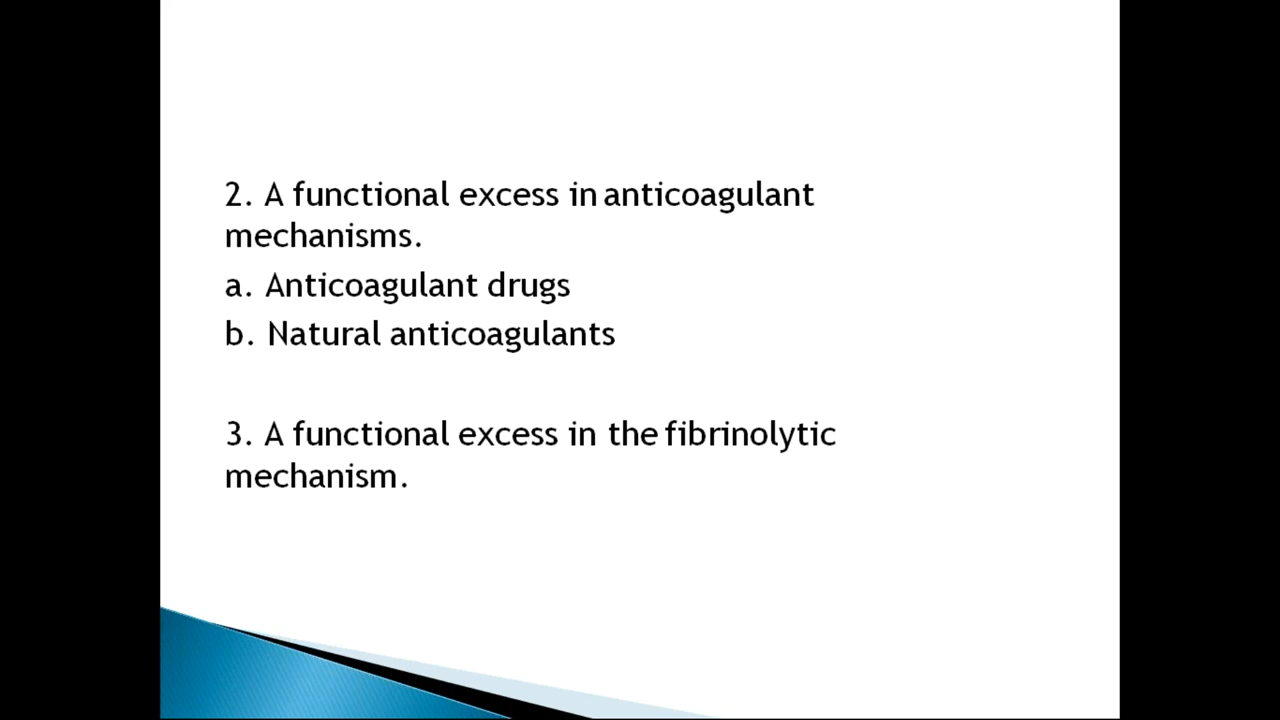 2. A functional excess in anticoagulant
mechanisms.
a. Anticoagulant drugs
b. Natural anticoagulants
3. A functional excess in the fibrinolytic
mechanism.